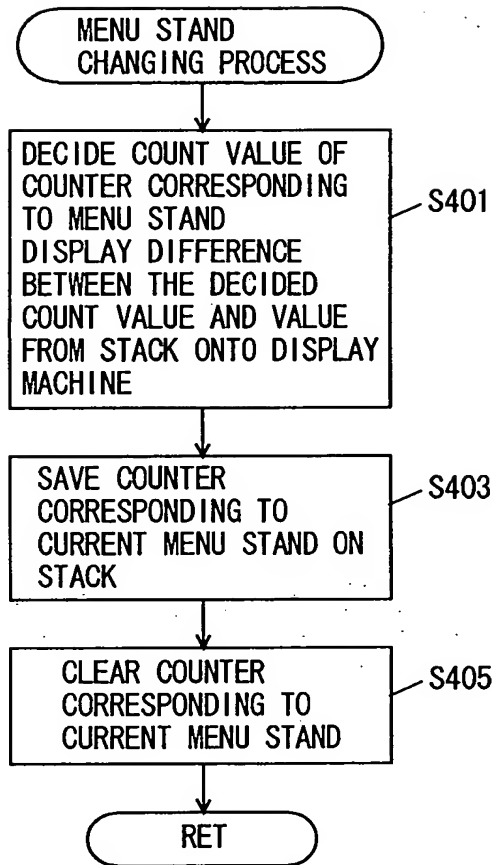 MENU STAND
CHANGING PROCESS
DECIDE COUNT VALUE OF
COUNTER CORRESPONDING
TO MENU STAND
DISPLAY DIFFERENCE
BETWEEN THE DECIDED
COUNT VALUE AND VALUE
FROM STACK ONTO DISPLAY
MACHINE
S401
SAVE COUNTER
CORRESPONDING TO
CURRENT MENU STAND ON
STACK
S403
CLEAR COUNTER
CORRESPONDING TO
CURRENT MENU STAND
S405
RET